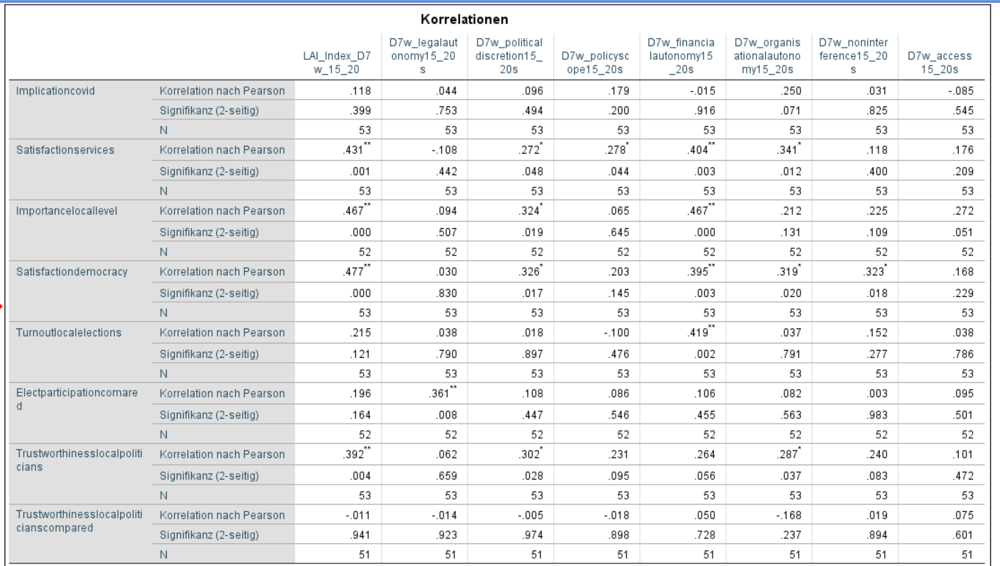 Korrelationen
LAI_Index_D7w_15_20 D7w_legalautonomy15_20s D7w_politicaldiscretion15_20s D7w_policyscope15_20s D7w_financialautonomy15_20s D7w_organisationalautonomy15_20s D7w_noninterference15_20s D7w_access15_20s
Implicationcovid Korrelation nach Pearson .118 .044 .096 .179 -.015 .250 .031 -.085
Signifikanz (2-seitig) .399 .753 .494 .200 .916 .071 .825 .545
N 53 53 53 53 53 53 53 53
Satisfactionservices Korrelation nach Pearson .431** -.108 .272* .278* .404** .341* .118 .176
Signifikanz (2-seitig) .001 .442 .048 .044 .003 .012 .400 .209
N 53 53 53 53 53 53 53 53
Importancelocallevel Korrelation nach Pearson .467** .094 .324* .065 .467** .212 .225 .272
Signifikanz (2-seitig) .000 .507 .019 .645 .000 .131 .109 .051
N 52 52 52 52 52 52 52 52
Satisfactiondemocracy Korrelation nach Pearson .477** .030 .326* .203 .395** .319* .323* .168
Signifikanz (2-seitig) .000 .830 .017 .145 .003 .020 .018 .229
N 53 53 53 53 53 53 53 53
Turnoutlocalelections Korrelation nach Pearson .215 .038 .018 -.100 .419** .037 .152 .038
Signifikanz (2-seitig) .121 .790 .897 .476 .002 .791 .277 .786
N 53 53 53 53 53 53 53 53
Electparticipationcomared Korrelation nach Pearson .196 .361** .108 .086 .106 .082 .003 .095
Signifikanz (2-seitig) .164 .008 .447 .546 .455 .563 .983 .501
N 52 52 52 52 52 52 52 52
Trustworthinesslocalpoliticians Korrelation nach Pearson .392** .062 .302* .231 .264 .287* .240 .101
Signifikanz (2-seitig) .004 .659 .028 .095 .056 .037 .083 .472
N 53 53 53 53 53 53 53 53
Trustworthinesslocalpoliticianscompared Korrelation nach Pearson -.011 -.014 -.005 -.018 .050 -.168 .019 .075
Signifikanz (2-seitig) .941 .923 .974 .898 .728 .237 .894 .601
N 51 51 51 51 51 51 51 51